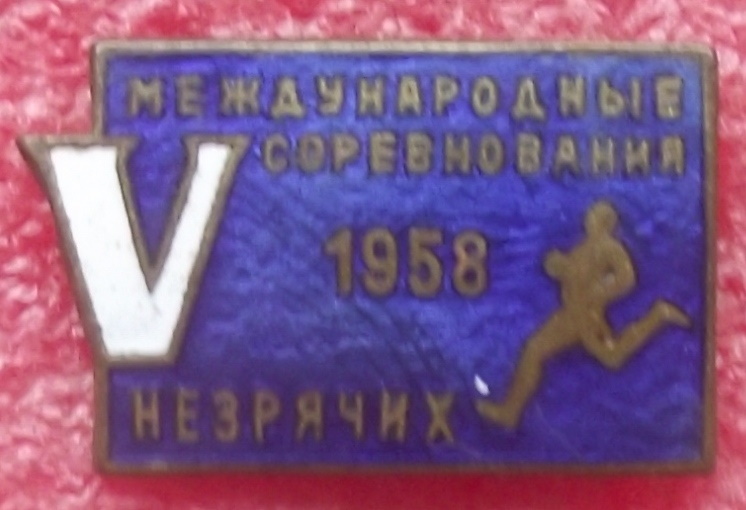 МЕЖДУНАРОДНЫЕ
V СОРЕВНОВАНИЯ
1958
НЕЗРЯЧИХ